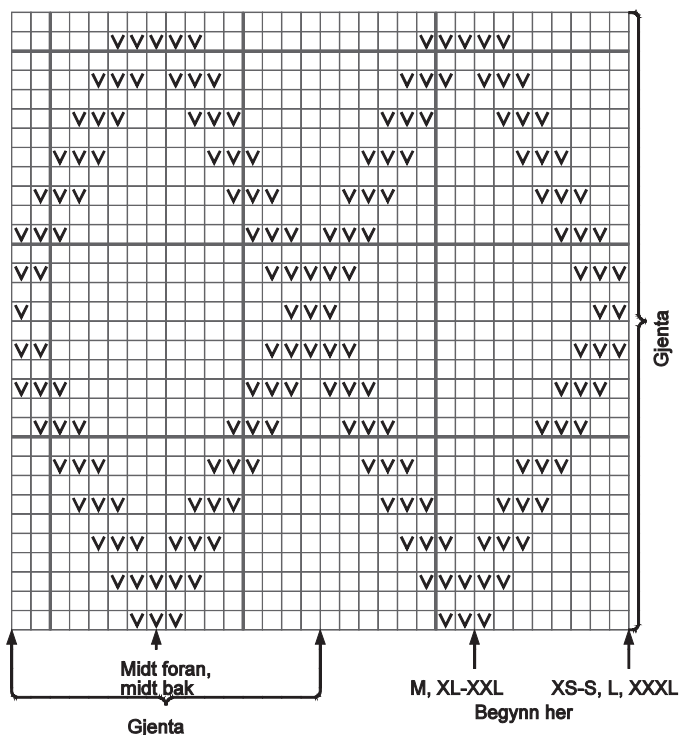 Gjenta
Midt foran,
midt bak
Gjenta
M, XL-XXL
XS-S, L, XXXL
Begynn her